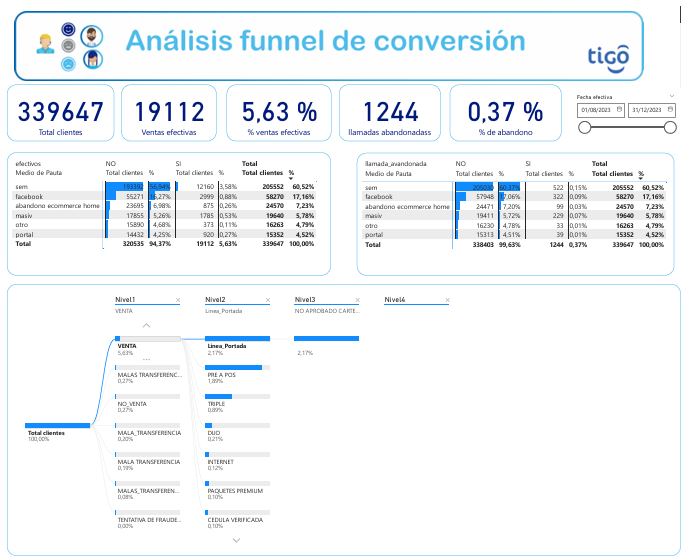 Análisis funnel de conversión
tigo
339647
Total clientes
19112
Ventas efectivas
5,63 %
% ventas efectivas
1244
llamadas abandonadass
0,37 %
% de abandono
Fecha efectiva
01/08/2023 31/12/2023
efectivos NO SI Total
Medio de Pauta Total clientes % Total clientes % Total clientes %
sem 193392 56,94% 12160 3,58% 205552 60,52%
facebook 55271 16,27% 2999 0,88% 58270 17,16%
abandono ecommerce home 23695 6,98% 875 0,26% 24570 7,23%
masiv 17855 5,26% 1785 0,53% 19640 5,78%
otro 15890 4,68% 373 0,11% 16263 4,79%
portal 14432 4,25% 920 0,27% 15352 4,52%
Total 320535 94,37% 19112 5,63% 339647 100,00%
llamada_avandonada NO SI Total
Medio de Pauta Total clientes % Total clientes % Total clientes %
sem 205030 60,37% 522 0,15% 205552 60,52%
facebook 57948 17,06% 322 0,09% 58270 17,16%
abandono ecommerce home 24471 7,20% 99 0,03% 24570 7,23%
masiv 19411 5,72% 229 0,07% 19640 5,78%
otro 16230 4,78% 33 0,01% 16263 4,79%
portal 15313 4,51% 39 0,01% 15352 4,52%
Total 338403 99,63% 1244 0,37% 339647 100,00%
Nivel1 Nivel2 Nivel3 Nivel4
VENTA Linea_Portada NO APROBADO CARTE...
Total clientes
100,00%
VENTA
5,63%
...
MALAS TRANSFERENC...
0,27%
NO_VENTA
0,27%
MALA_TRANSFERENCIA
0,20%
MALA TRANSFERENCIA
0,19%
MALAS_TRANSFEREN...
0,08%
TENTATIVA DE FRAUDE...
0,00%
Linea_Portada
2,17%
PRE A POS
1,89%
TRIPLE
0,89%
DUO
0,21%
INTERNET
0,12%
PAQUETES PREMIUM
0,10%
CEDULA VERIFICADA
0,10%
2,17%